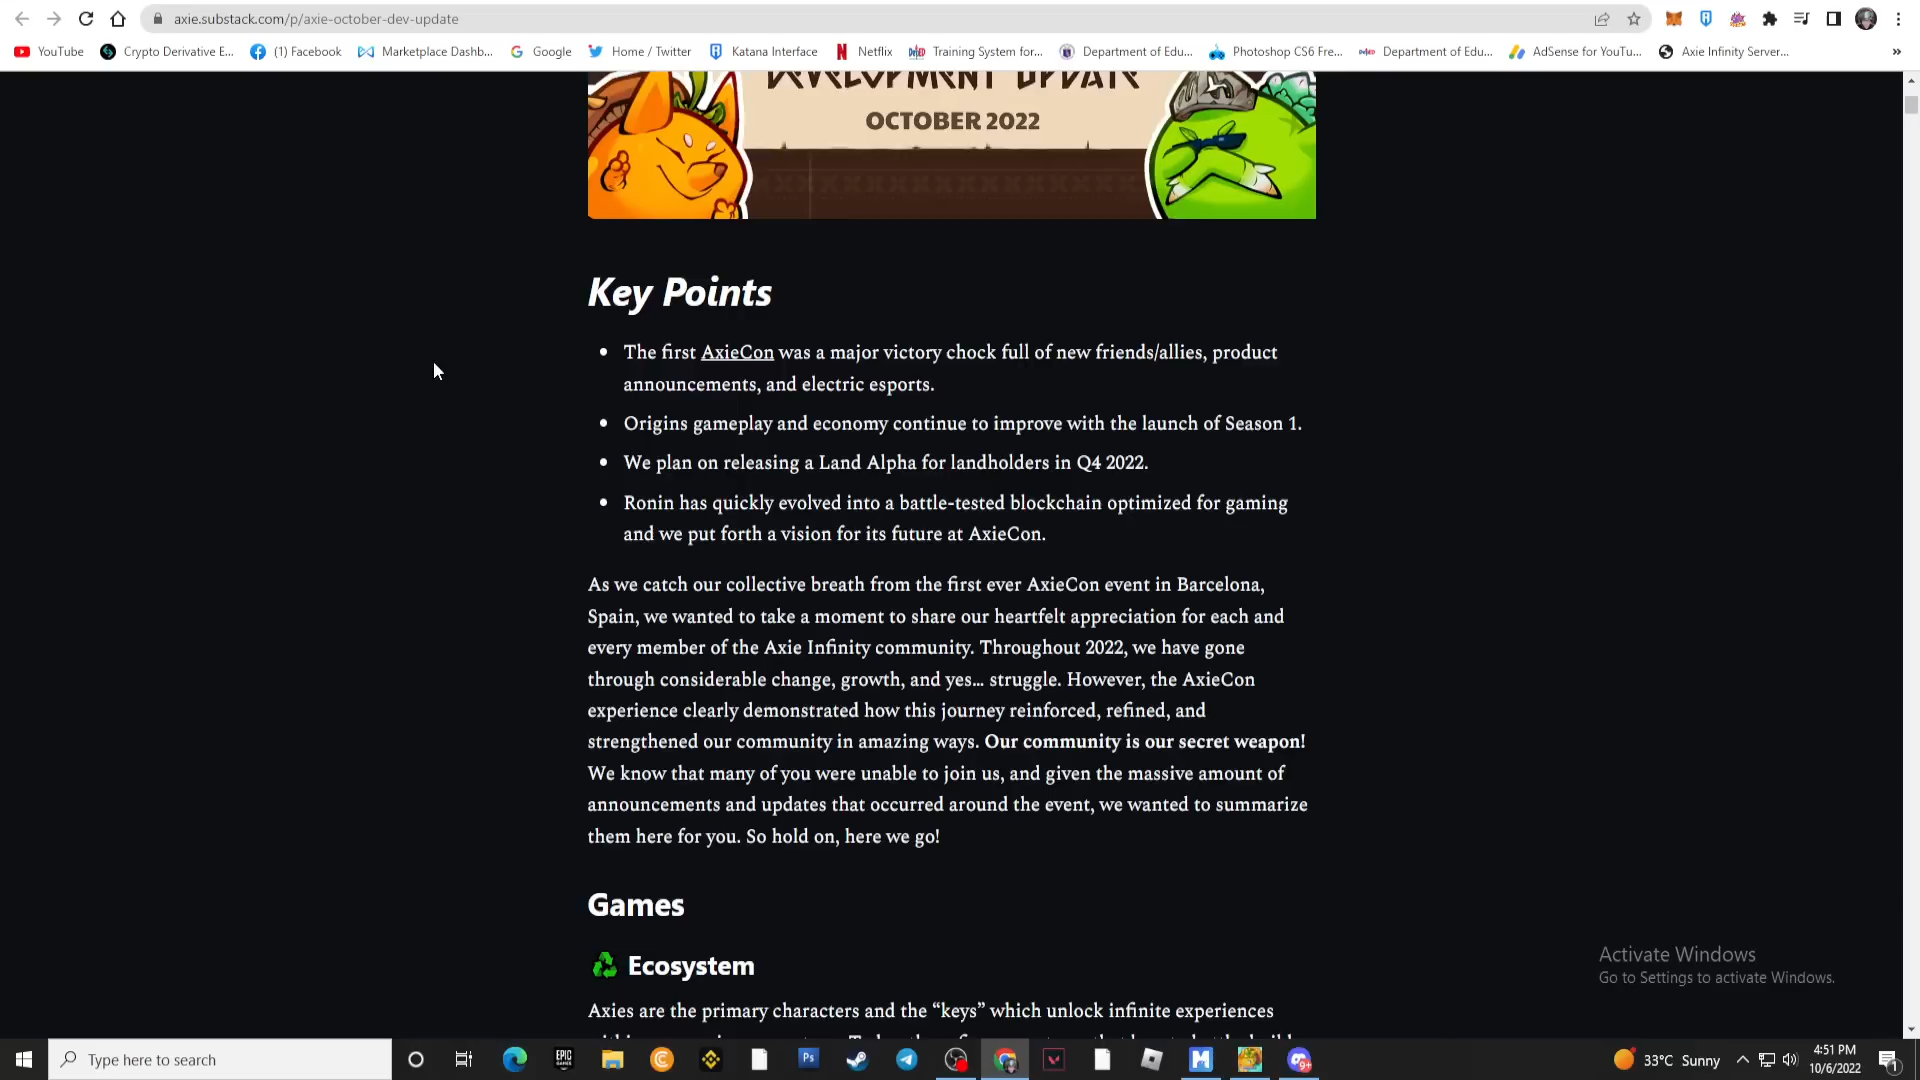 axie.substack.com/p/axie-october-dev-update
YouTube Crypto Derivative E... (1) Facebook Marketplace Dashb... Google Home / Twitter Katana Interface Netflix Training System for... Department of Edu... Photoshop CS6 Fre... Department of Edu... AdSense for YouTu... Axie Infinity Server... »
DEVELOPMENT UPDATE
OCTOBER 2022
Key Points
• The first AxieCon was a major victory chock full of new friends/allies, product
announcements, and electric esports.
• Origins gameplay and economy continue to improve with the launch of Season 1.
• We plan on releasing a Land Alpha for landholders in Q4 2022.
• Ronin has quickly evolved into a battle-tested blockchain optimized for gaming
and we put forth a vision for its future at AxieCon.
As we catch our collective breath from the first ever AxieCon event in Barcelona,
Spain, we wanted to take a moment to share our heartfelt appreciation for each and
every member of the Axie Infinity community. Throughout 2022, we have gone
through considerable change, growth, and yes… struggle. However, the AxieCon
experience clearly demonstrated how this journey reinforced, refined, and
strengthened our community in amazing ways. Our community is our secret weapon!
We know that many of you were unable to join us, and given the massive amount of
announcements and updates that occurred around the event, we wanted to summarize
them here for you. So hold on, here we go!
Games
Ecosystem
Axies are the primary characters and the “keys” which unlock infinite experiences
Activate Windows
Go to Settings to activate Windows.
Type here to search
EPIC GAMES
Ps
9+
33°C Sunny
4:51 PM
10/6/2022
1